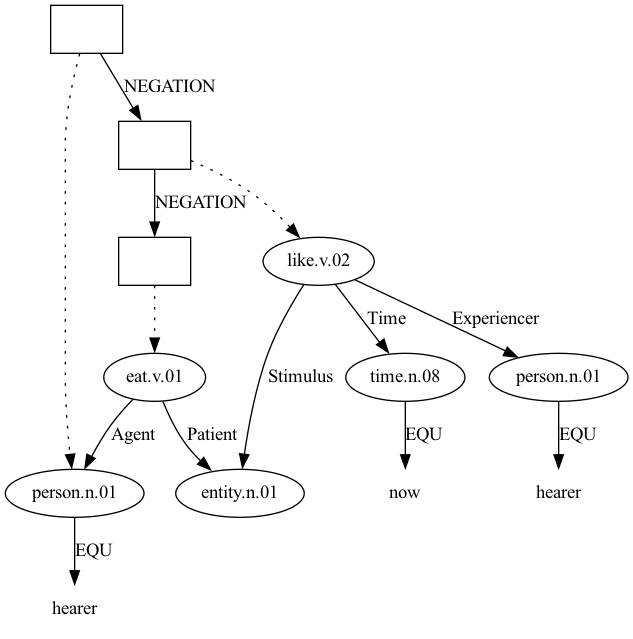 NEGATION
NEGATION
like.v.02
Time
Experiencer
Stimulus
eat.v.01
time.n.08
person.n.01
Agent
Patient
EQU
EQU
person.n.01
entity.n.01
now
hearer
EQU
hearer